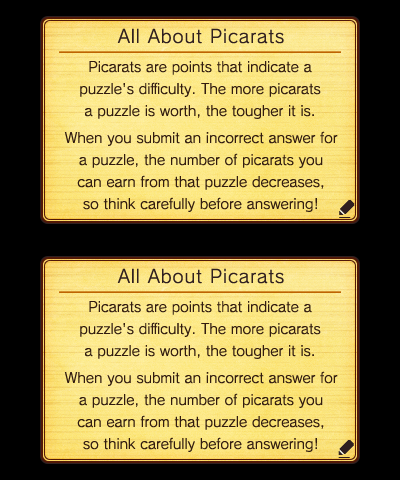 All About Picarats
Picarats are points that indicate a
puzzle's difficulty. The more picarats
a puzzle is worth, the tougher it is.
When you submit an incorrect answer for
a puzzle, the number of picarats you
can earn from that puzzle decreases,
so think carefully before answering!
All About Picarats
Picarats are points that indicate a
puzzle's difficulty. The more picarats
a puzzle is worth, the tougher it is.
When you submit an incorrect answer for
a puzzle, the number of picarats you
can earn from that puzzle decreases,
so think carefully before answering!